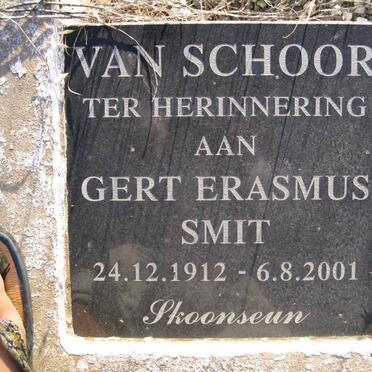 VAN SCHOOR
TER HERINNERING
AAN
GERT ERASMUS
SMIT
24.12.1912 - 6.8.2001
Skoonseun